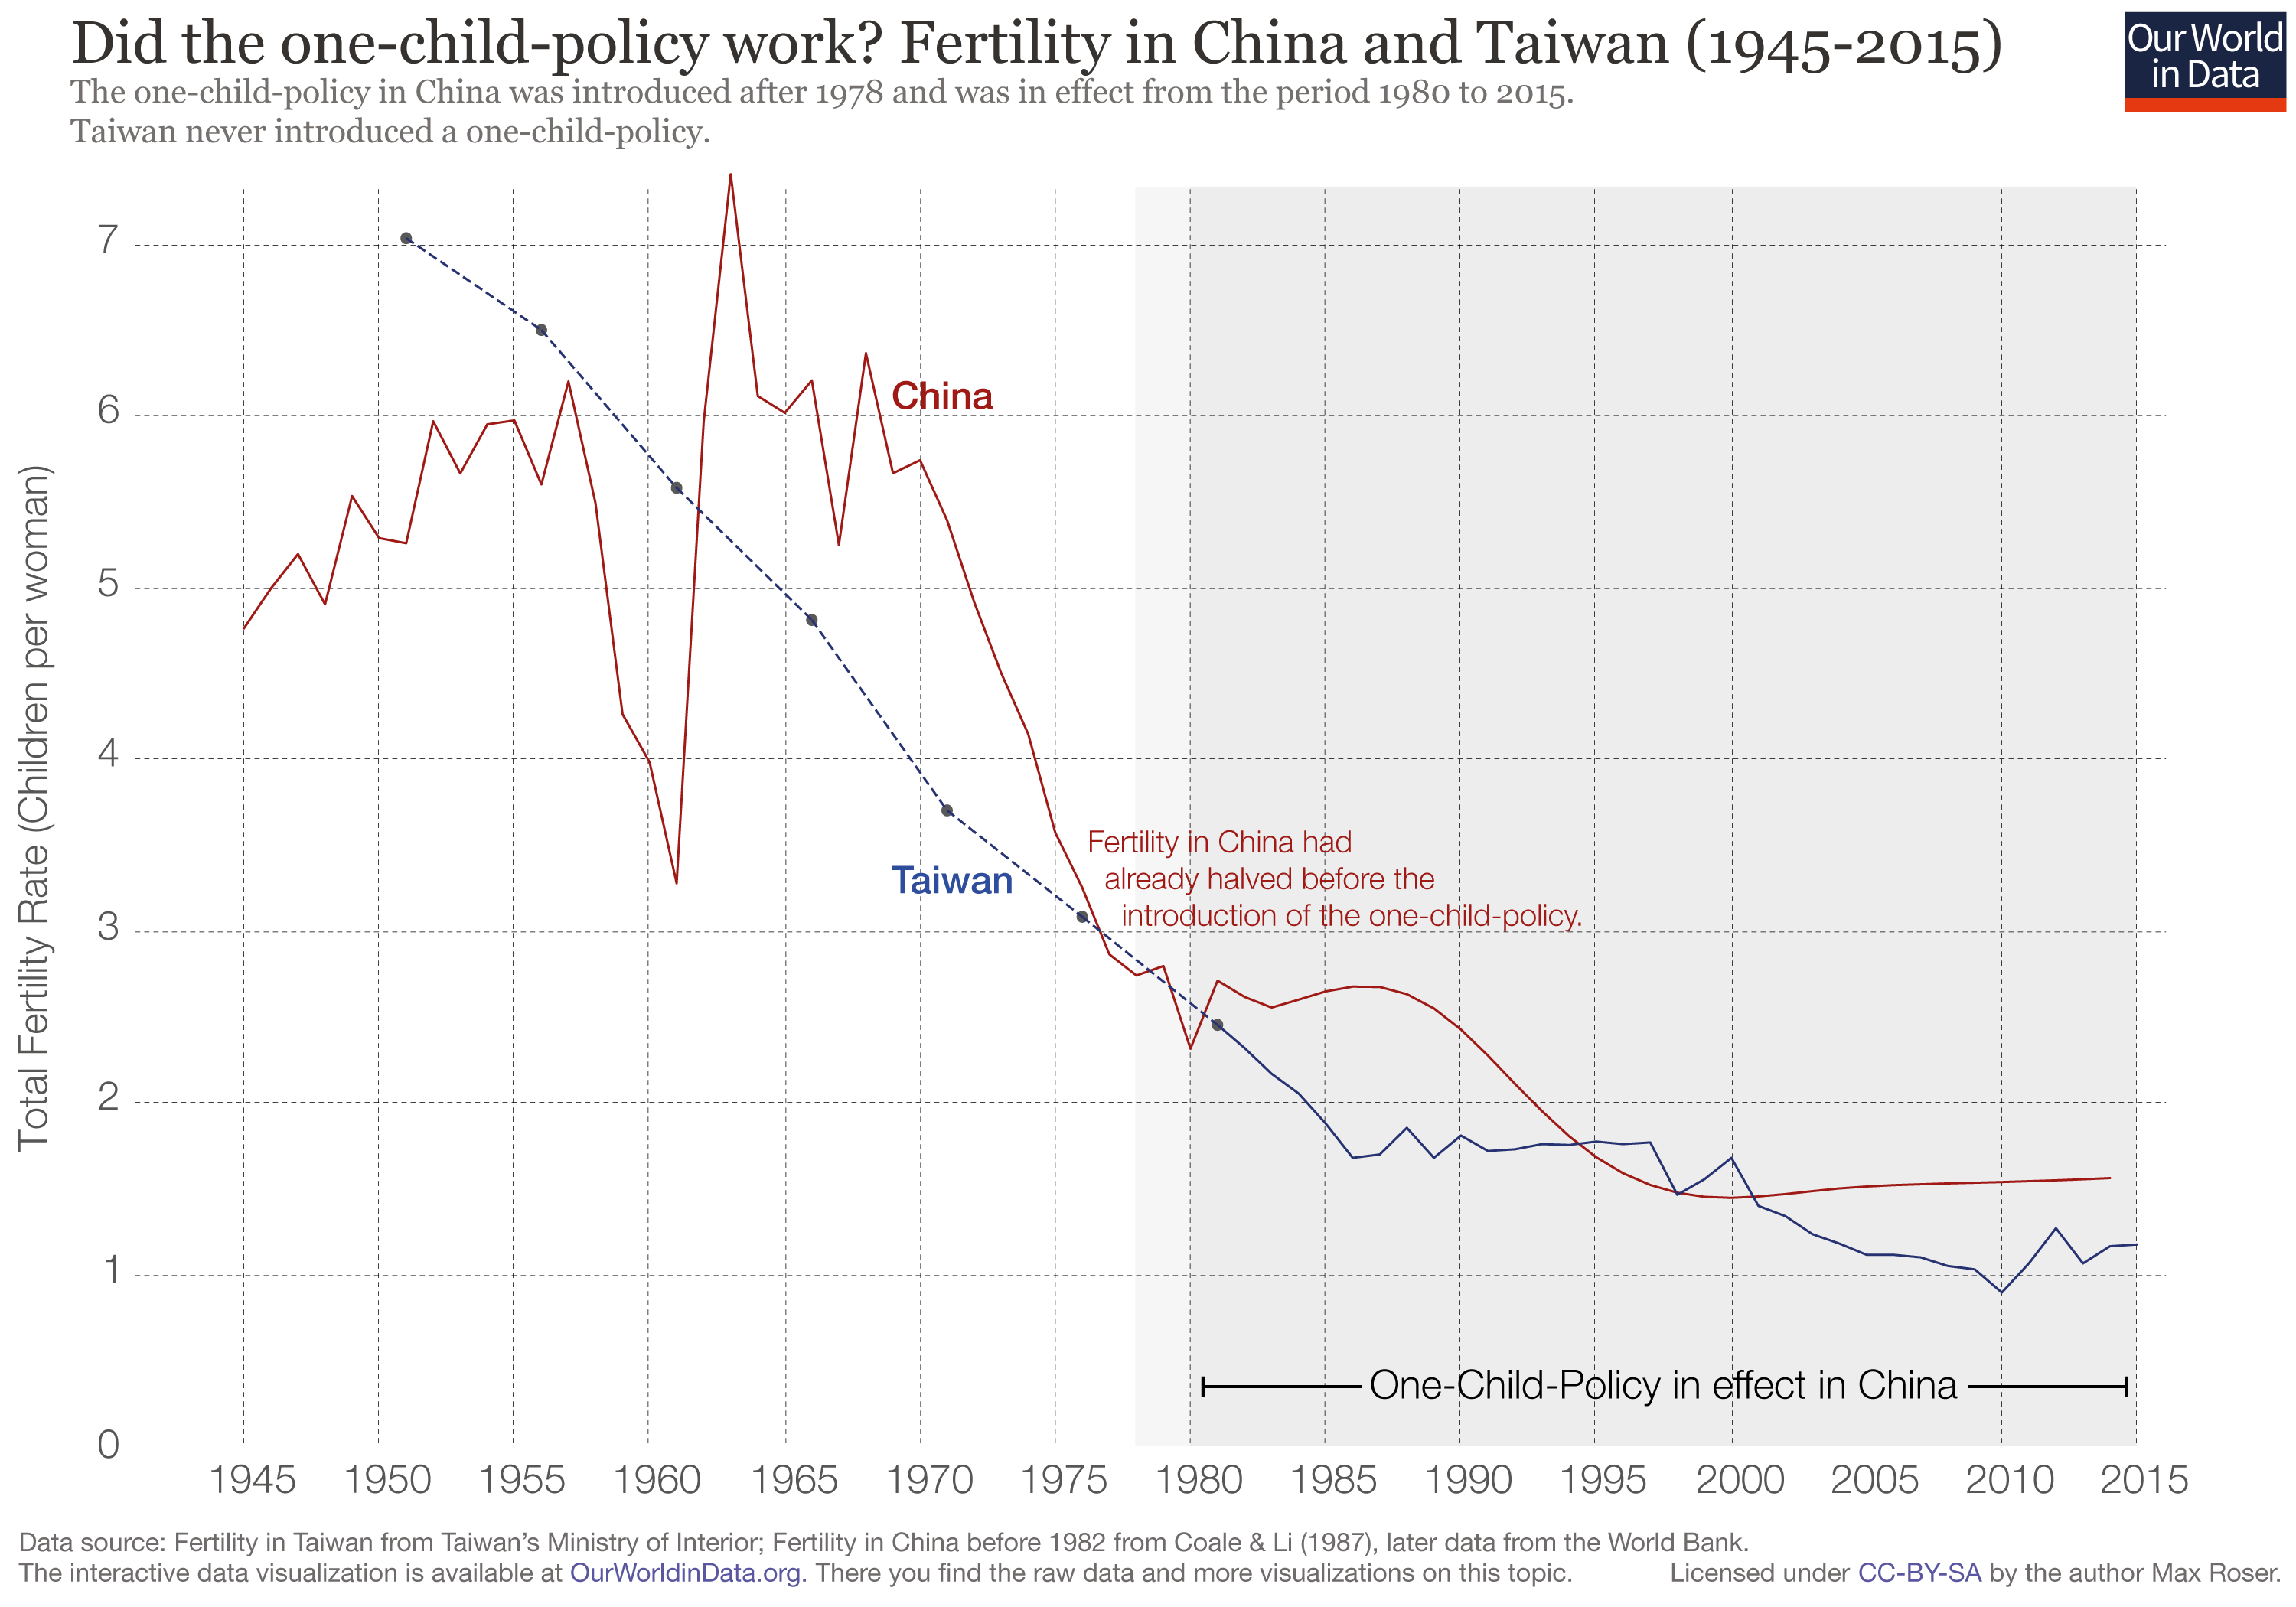 Did the one-child-policy work? Fertility in China and Taiwan (1945-2015)
The one-child-policy in China was introduced after 1978 and was in effect from the period 1980 to 2015.
Taiwan never introduced a one-child-policy.
Our World
in Data
Total Fertility Rate (Children per woman)
7
6
5
4
3
2
1
0
China
Taiwan
Fertility in China had
already halved before the
introduction of the one-child-policy.
One-Child-Policy in effect in China
1945 1950 1955 1960 1965 1970 1975 1980 1985 1990 1995 2000 2005 2010 2015
Data source: Fertility in Taiwan from Taiwan’s Ministry of Interior; Fertility in China before 1982 from Coale & Li (1987), later data from the World Bank.
The interactive data visualization is available at OurWorldinData.org. There you find the raw data and more visualizations on this topic. Licensed under CC-BY-SA by the author Max Roser.